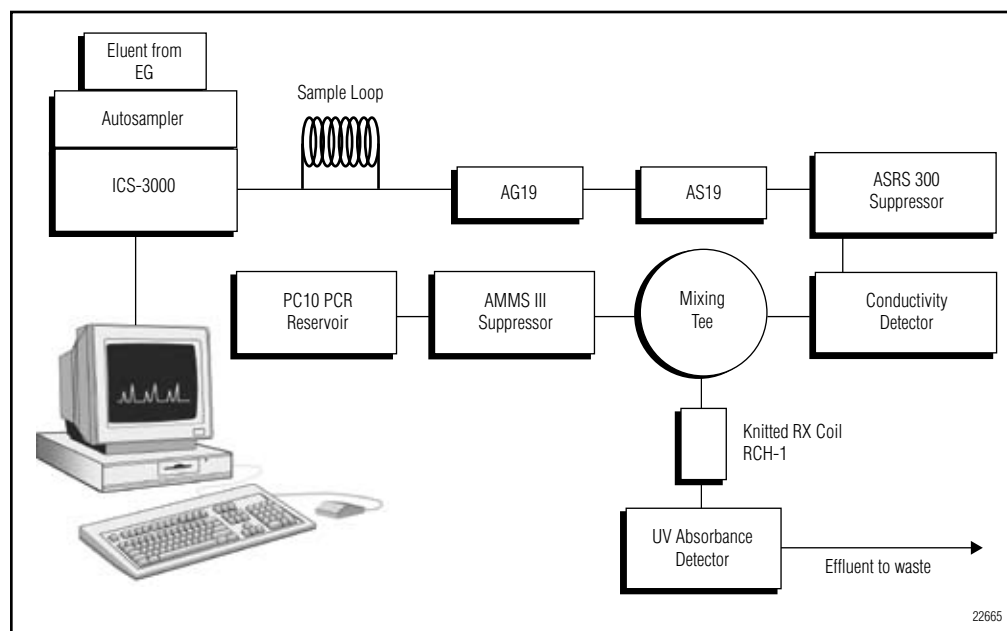 Eluent from
EG
Autosampler
ICS-3000
Sample Loop
AG19
AS19
ASRS 300
Suppressor
PC10 PCR
Reservoir
AMMS III
Suppressor
Mixing
Tee
Conductivity
Detector
Knitted RX Coil
RCH-1
UV Absorbance
Detector
Effluent to waste
22665